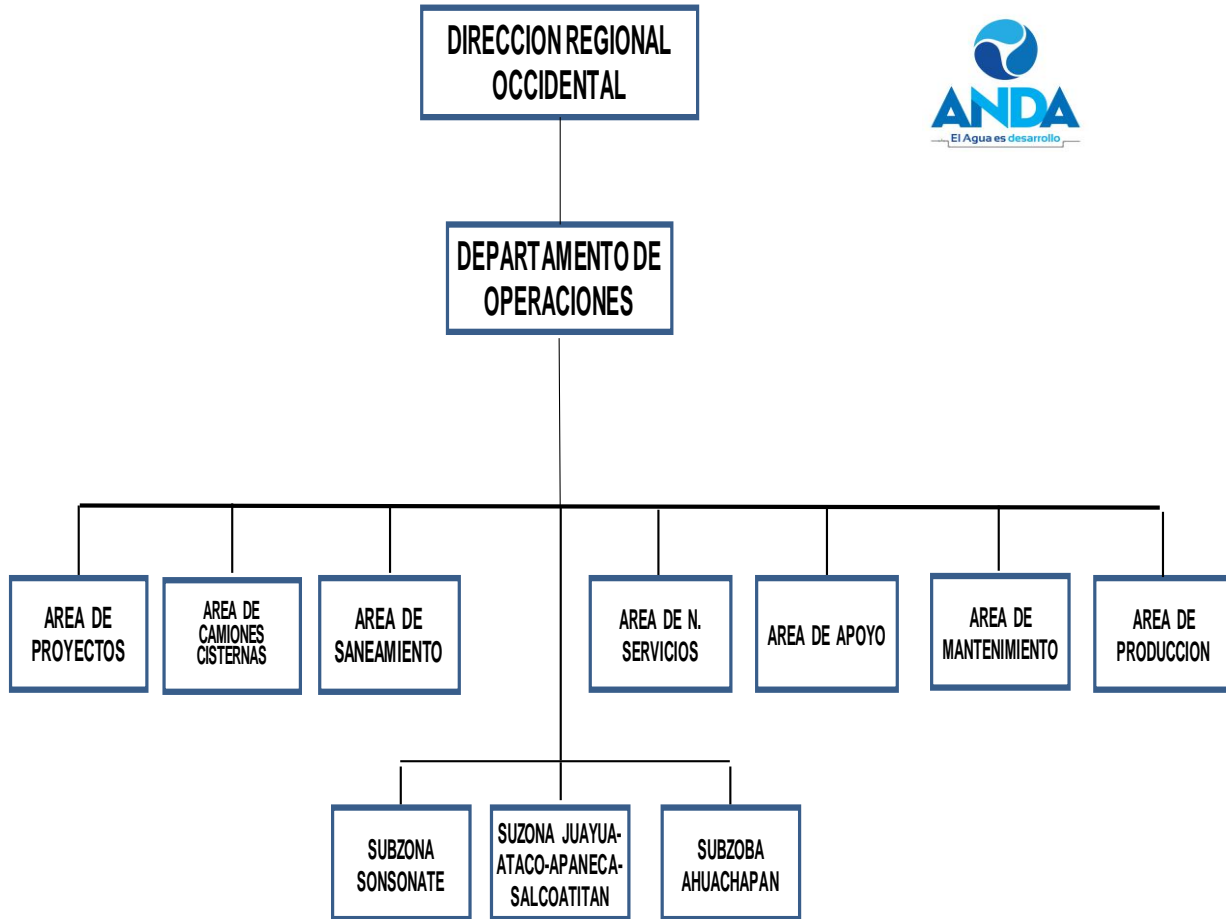 DIRECCION REGIONAL
OCCIDENTAL
ANDA
El Agua es desarrollo
DEPARTAMENTO DE
OPERACIONES
AREA DE
PROYECTOS
AREA DE
CAMIONES
CISTERNAS
AREA DE
SANEAMIENTO
AREA DE N.
SERVICIOS
AREA DE APOYO
AREA DE
MANTENIMIENTO
AREA DE
PRODUCCION
SUBZONA
SONSONATE
SUZONA JUAYUA-
ATACO-APANECA-
SALCOATITAN
SUBZOBA
AHUACHAPAN